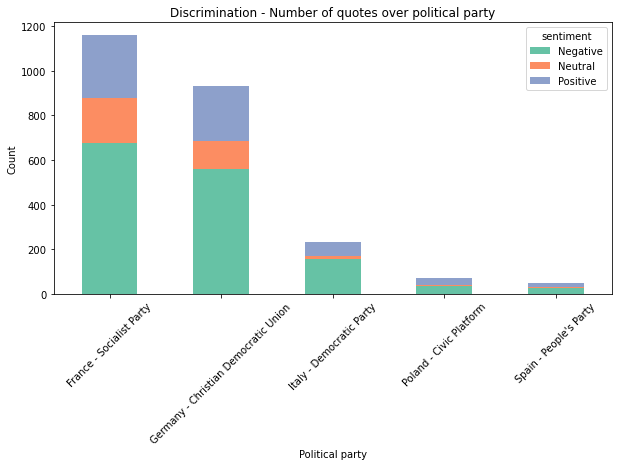 Discrimination - Number of quotes over political party
sentiment
Negative
Neutral
Positive
Count
1200
1000
800
600
400
200
0
France - Socialist Party
Germany - Christian Democratic Union
Italy - Democratic Party
Poland - Civic Platform
Spain - People's Party
Political party